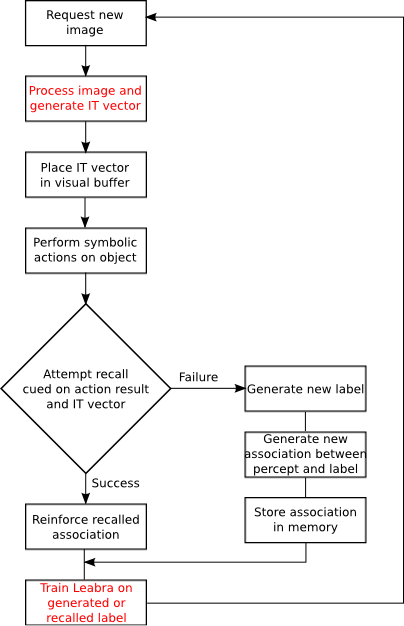 Request new
image
Process image and
generate IT vector
Place IT vector
in visual buffer
Perform symbolic
actions on object
Attempt recall
cued on action result
and IT vector
Failure
Generate new label
Generate new
association between
percept and label
Store association
in memory
Success
Reinforce recalled
association
Train Leabra on
generated or
recalled label